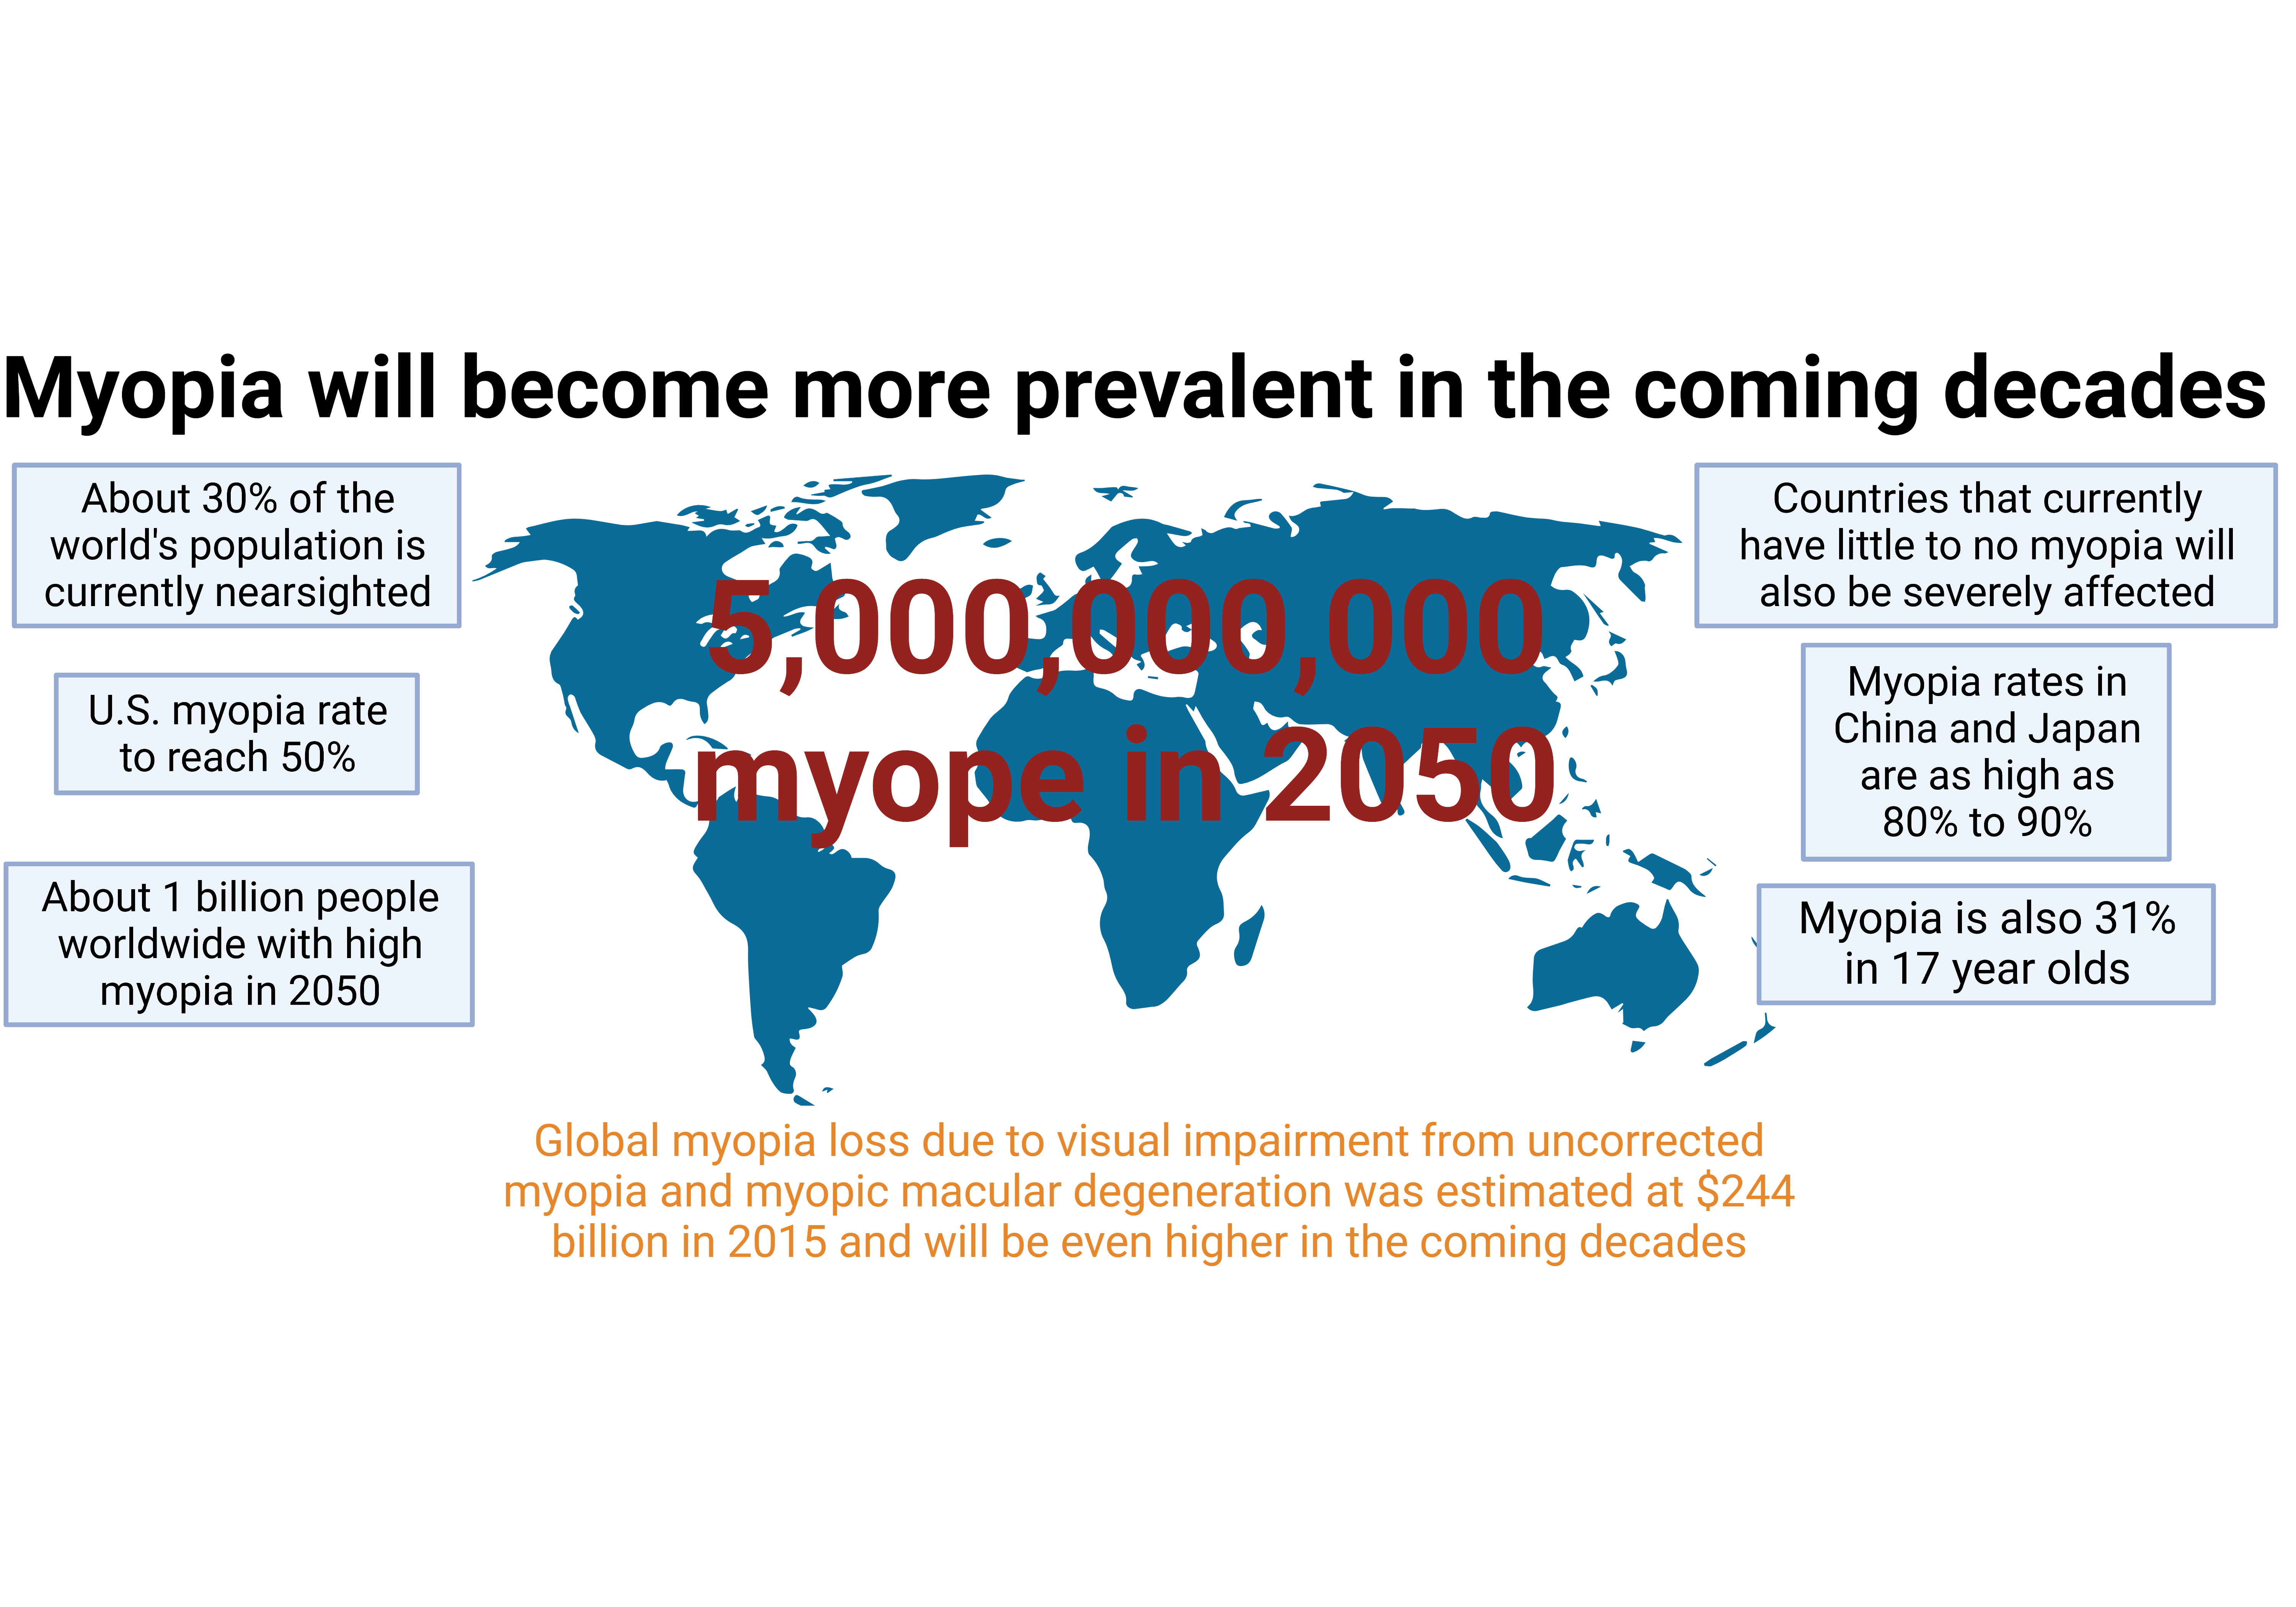 Myopia will become more prevalent in the coming decades
About 30% of the
world's population is
currently nearsighted
U.S. myopia rate
to reach 50%
About 1 billion people
worldwide with high
myopia in 2050
5,000,000,000
myope in 2050
Countries that currently
have little to no myopia will
also be severely affected
Myopia rates in
China and Japan
are as high as
80% to 90%
Myopia is also 31%
in 17 year olds
Global myopia loss due to visual impairment from uncorrected
myopia and myopic macular degeneration was estimated at $244
billion in 2015 and will be even higher in the coming decades